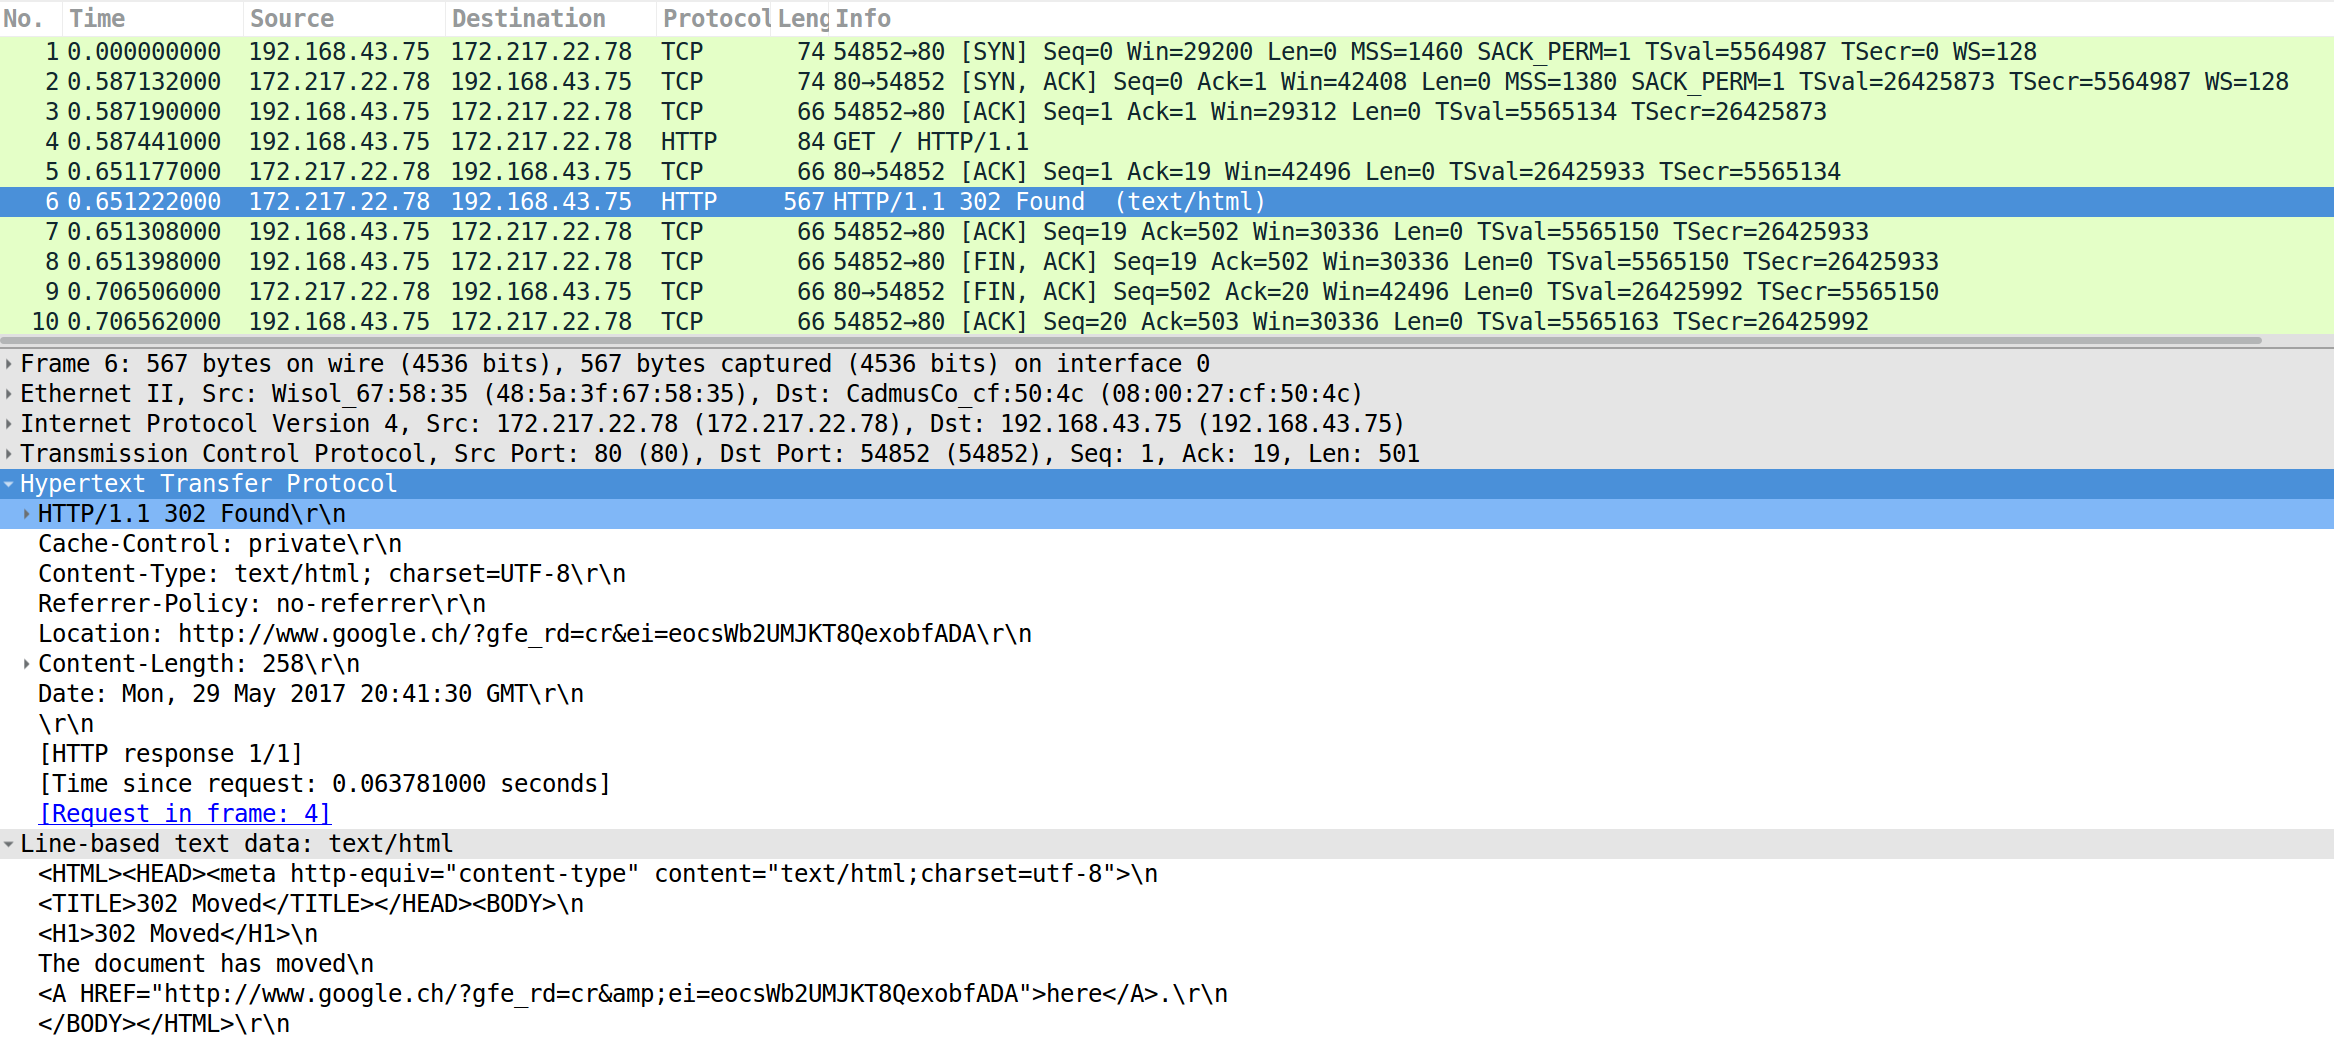 No. Time Source Destination Protocol Leng Info
1 0.000000000 192.168.43.75 172.217.22.78 TCP 74 54852→80 [SYN] Seq=0 Win=29200 Len=0 MSS=1460 SACK_PERM=1 TSval=5564987 TSecr=0 WS=128
2 0.587132000 172.217.22.78 192.168.43.75 TCP 74 80→54852 [SYN, ACK] Seq=0 Ack=1 Win=42408 Len=0 MSS=1380 SACK_PERM=1 TSval=26425873 TSecr=5564987 WS=128
3 0.587190000 192.168.43.75 172.217.22.78 TCP 66 54852→80 [ACK] Seq=1 Ack=1 Win=29312 Len=0 TSval=5565134 TSecr=26425873
4 0.587441000 192.168.43.75 172.217.22.78 HTTP 84 GET / HTTP/1.1
5 0.651177000 172.217.22.78 192.168.43.75 TCP 66 80→54852 [ACK] Seq=1 Ack=19 Win=42496 Len=0 TSval=26425933 TSecr=5565134
6 0.651222000 172.217.22.78 192.168.43.75 HTTP 567 HTTP/1.1 302 Found  (text/html)
7 0.651308000 192.168.43.75 172.217.22.78 TCP 66 54852→80 [ACK] Seq=19 Ack=502 Win=30336 Len=0 TSval=5565150 TSecr=26425933
8 0.651398000 192.168.43.75 172.217.22.78 TCP 66 54852→80 [FIN, ACK] Seq=19 Ack=502 Win=30336 Len=0 TSval=5565150 TSecr=26425933
9 0.706506000 172.217.22.78 192.168.43.75 TCP 66 80→54852 [FIN, ACK] Seq=502 Ack=20 Win=42496 Len=0 TSval=26425992 TSecr=5565150
10 0.706562000 192.168.43.75 172.217.22.78 TCP 66 54852→80 [ACK] Seq=20 Ack=503 Win=30336 Len=0 TSval=5565163 TSecr=26425992
Frame 6: 567 bytes on wire (4536 bits), 567 bytes captured (4536 bits) on interface 0
Ethernet II, Src: Wisol_67:58:35 (48:5a:3f:67:58:35), Dst: CadmusCo_cf:50:4c (08:00:27:cf:50:4c)
Internet Protocol Version 4, Src: 172.217.22.78 (172.217.22.78), Dst: 192.168.43.75 (192.168.43.75)
Transmission Control Protocol, Src Port: 80 (80), Dst Port: 54852 (54852), Seq: 1, Ack: 19, Len: 501
Hypertext Transfer Protocol
HTTP/1.1 302 Found\r\n
Cache-Control: private\r\n
Content-Type: text/html; charset=UTF-8\r\n
Referrer-Policy: no-referrer\r\n
Location: http://www.google.ch/?gfe_rd=cr&ei=eocsWb2UMJKT8QexobfADA\r\n
Content-Length: 258\r\n
Date: Mon, 29 May 2017 20:41:30 GMT\r\n
\r\n
[HTTP response 1/1]
[Time since request: 0.063781000 seconds]
[Request in frame: 4]
Line-based text data: text/html
<HTML><HEAD><meta http-equiv="content-type" content="text/html;charset=utf-8">\n
<TITLE>302 Moved</TITLE></HEAD><BODY>\n
<H1>302 Moved</H1>\n
The document has moved\n
<A HREF="http://www.google.ch/?gfe_rd=cr&amp;ei=eocsWb2UMJKT8QexobfADA">here</A>.\r\n
</BODY></HTML>\r\n